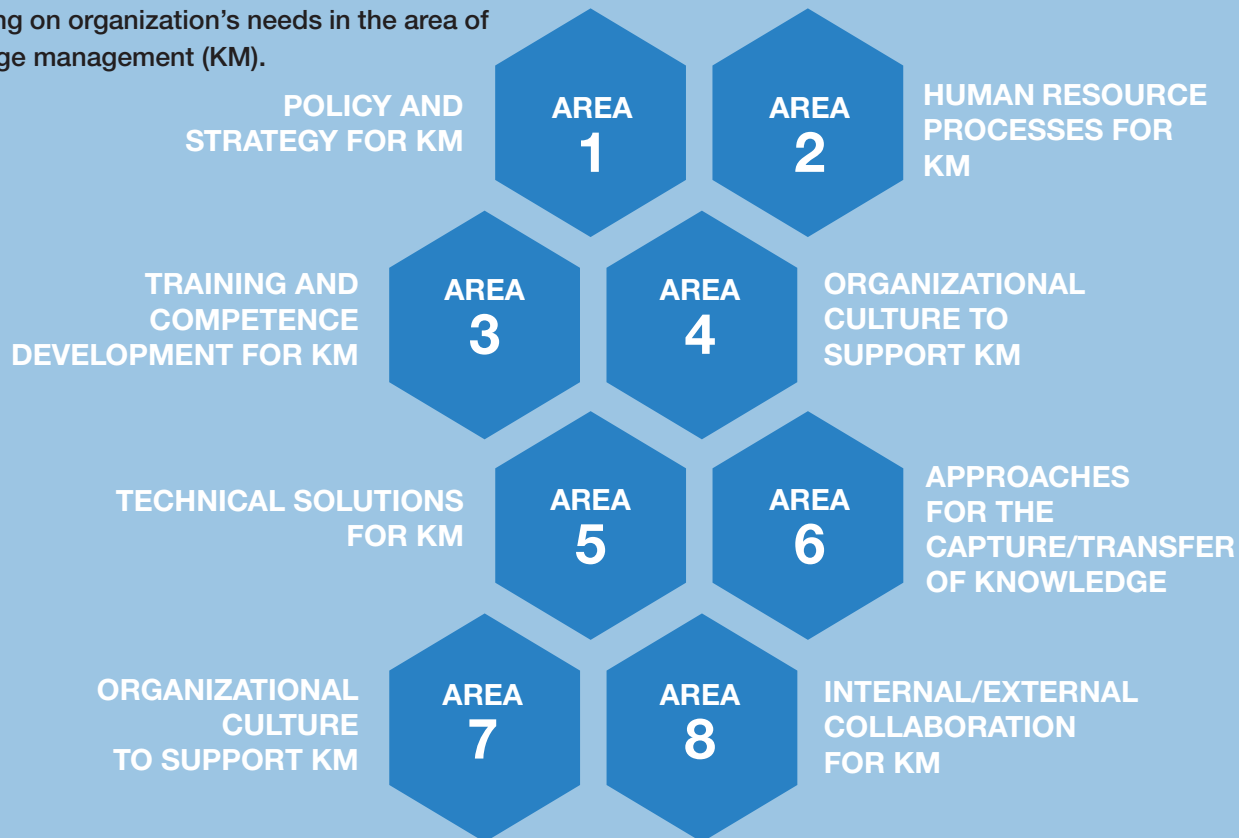 ng on organization's needs in the area of
ge management (KM).
POLICY AND
STRATEGY FOR KM
AREA
1
AREA
2
HUMAN RESOURCE
PROCESSES FOR
KM
TRAINING AND
COMPETENCE
DEVELOPMENT FOR KM
AREA
3
AREA
4
ORGANIZATIONAL
CULTURE TO
SUPPORT KM
TECHNICAL SOLUTIONS
FOR KM
AREA
5
AREA
6
APPROACHES
FOR THE
CAPTURE/TRANSFER
OF KNOWLEDGE
ORGANIZATIONAL
CULTURE
TO SUPPORT KM
AREA
7
AREA
8
INTERNAL/EXTERNAL
COLLABORATION
FOR KM